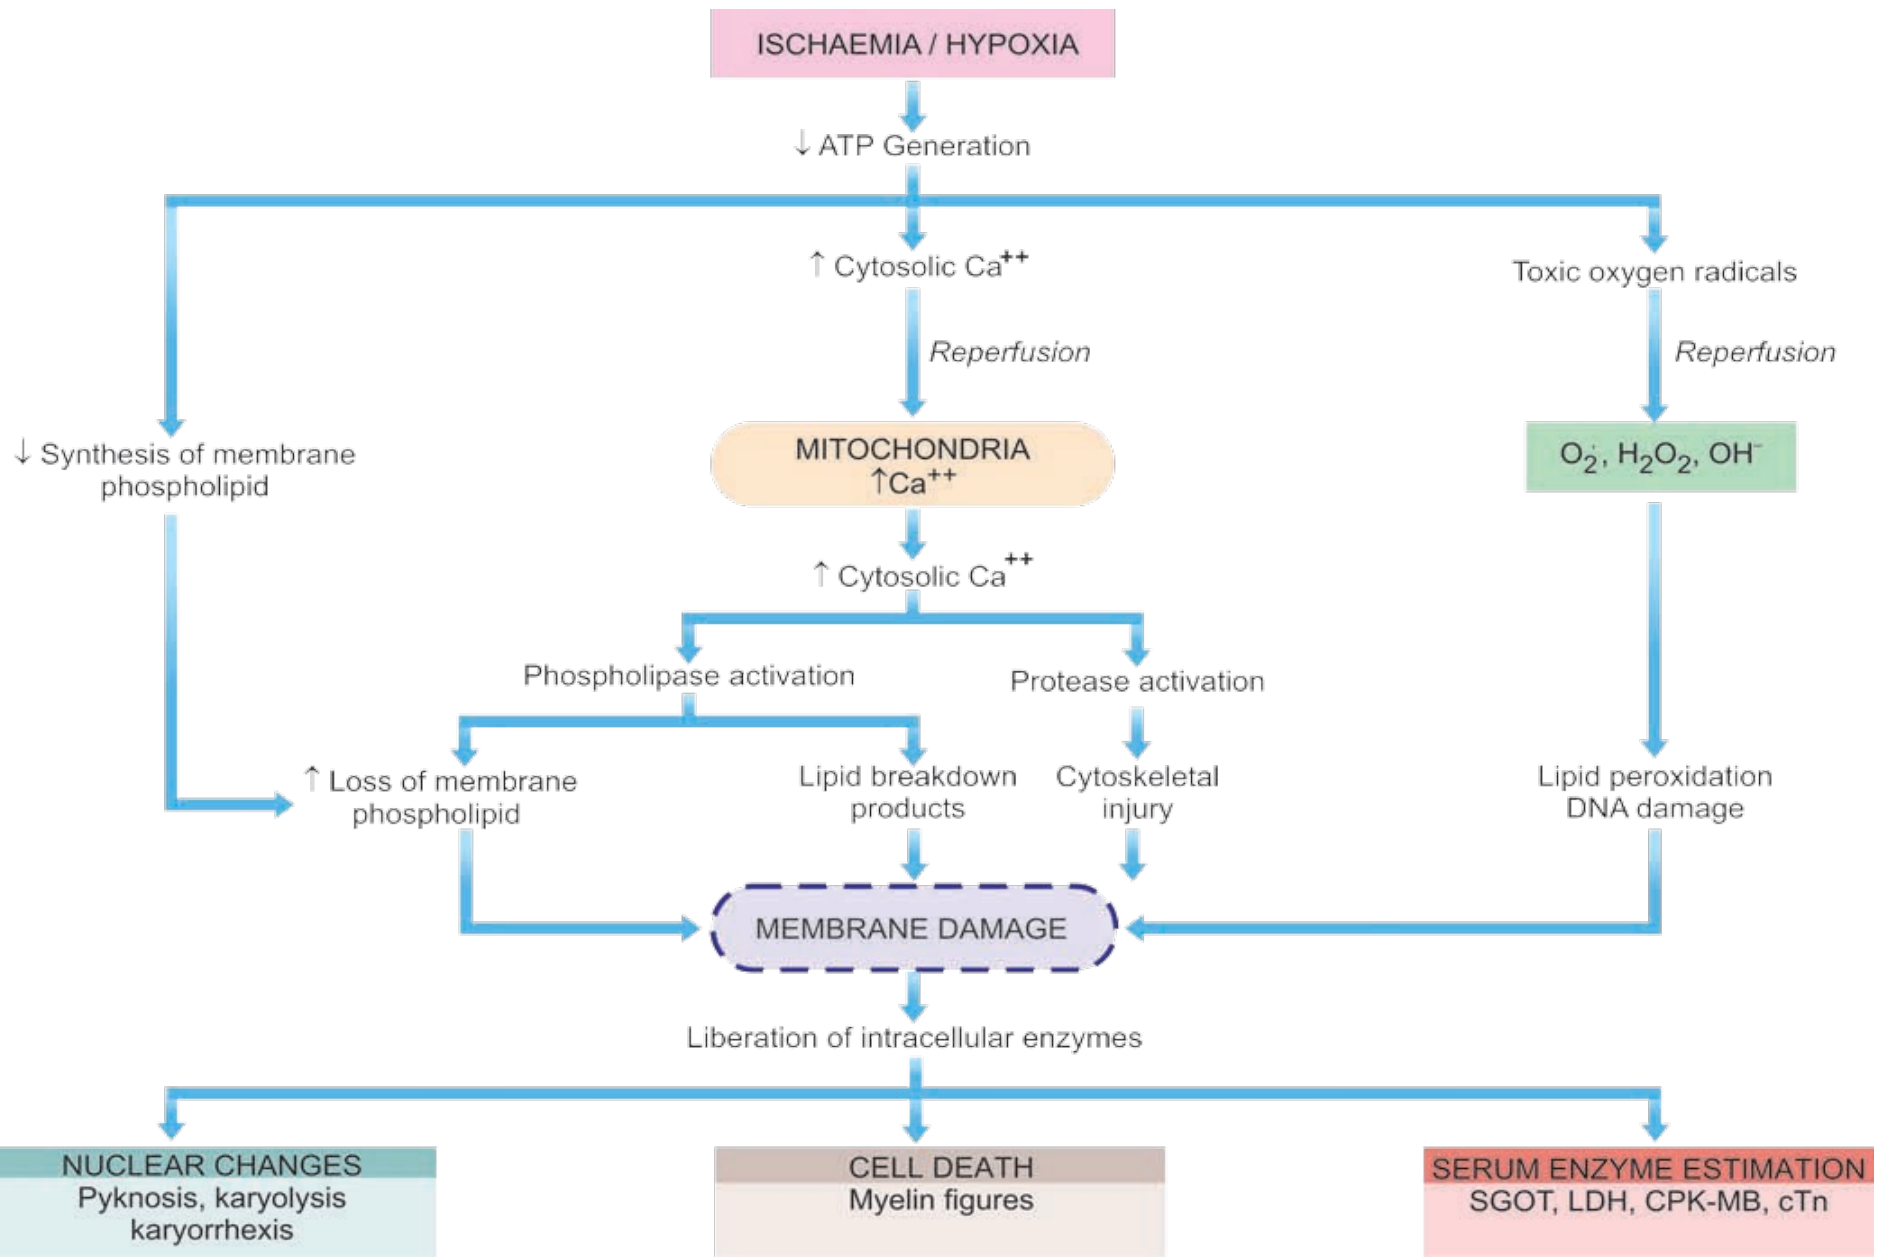 ISCHAEMIA / HYPOXIA
↓ ATP Generation
↑ Cytosolic Ca++
Toxic oxygen radicals
Reperfusion
Reperfusion
↓ Synthesis of membrane
phospholipid
MITOCHONDRIA
↑Ca++
O₂∸, H₂O₂, OH⁻
↑ Cytosolic Ca++
Phospholipase activation
Protease activation
↑ Loss of membrane
phospholipid
Lipid breakdown
products
Cytoskeletal
injury
Lipid peroxidation
DNA damage
MEMBRANE DAMAGE
Liberation of intracellular enzymes
NUCLEAR CHANGES
Pyknosis, karyolysis
karyorrhexis
CELL DEATH
Myelin figures
SERUM ENZYME ESTIMATION
SGOT, LDH, CPK-MB, cTn